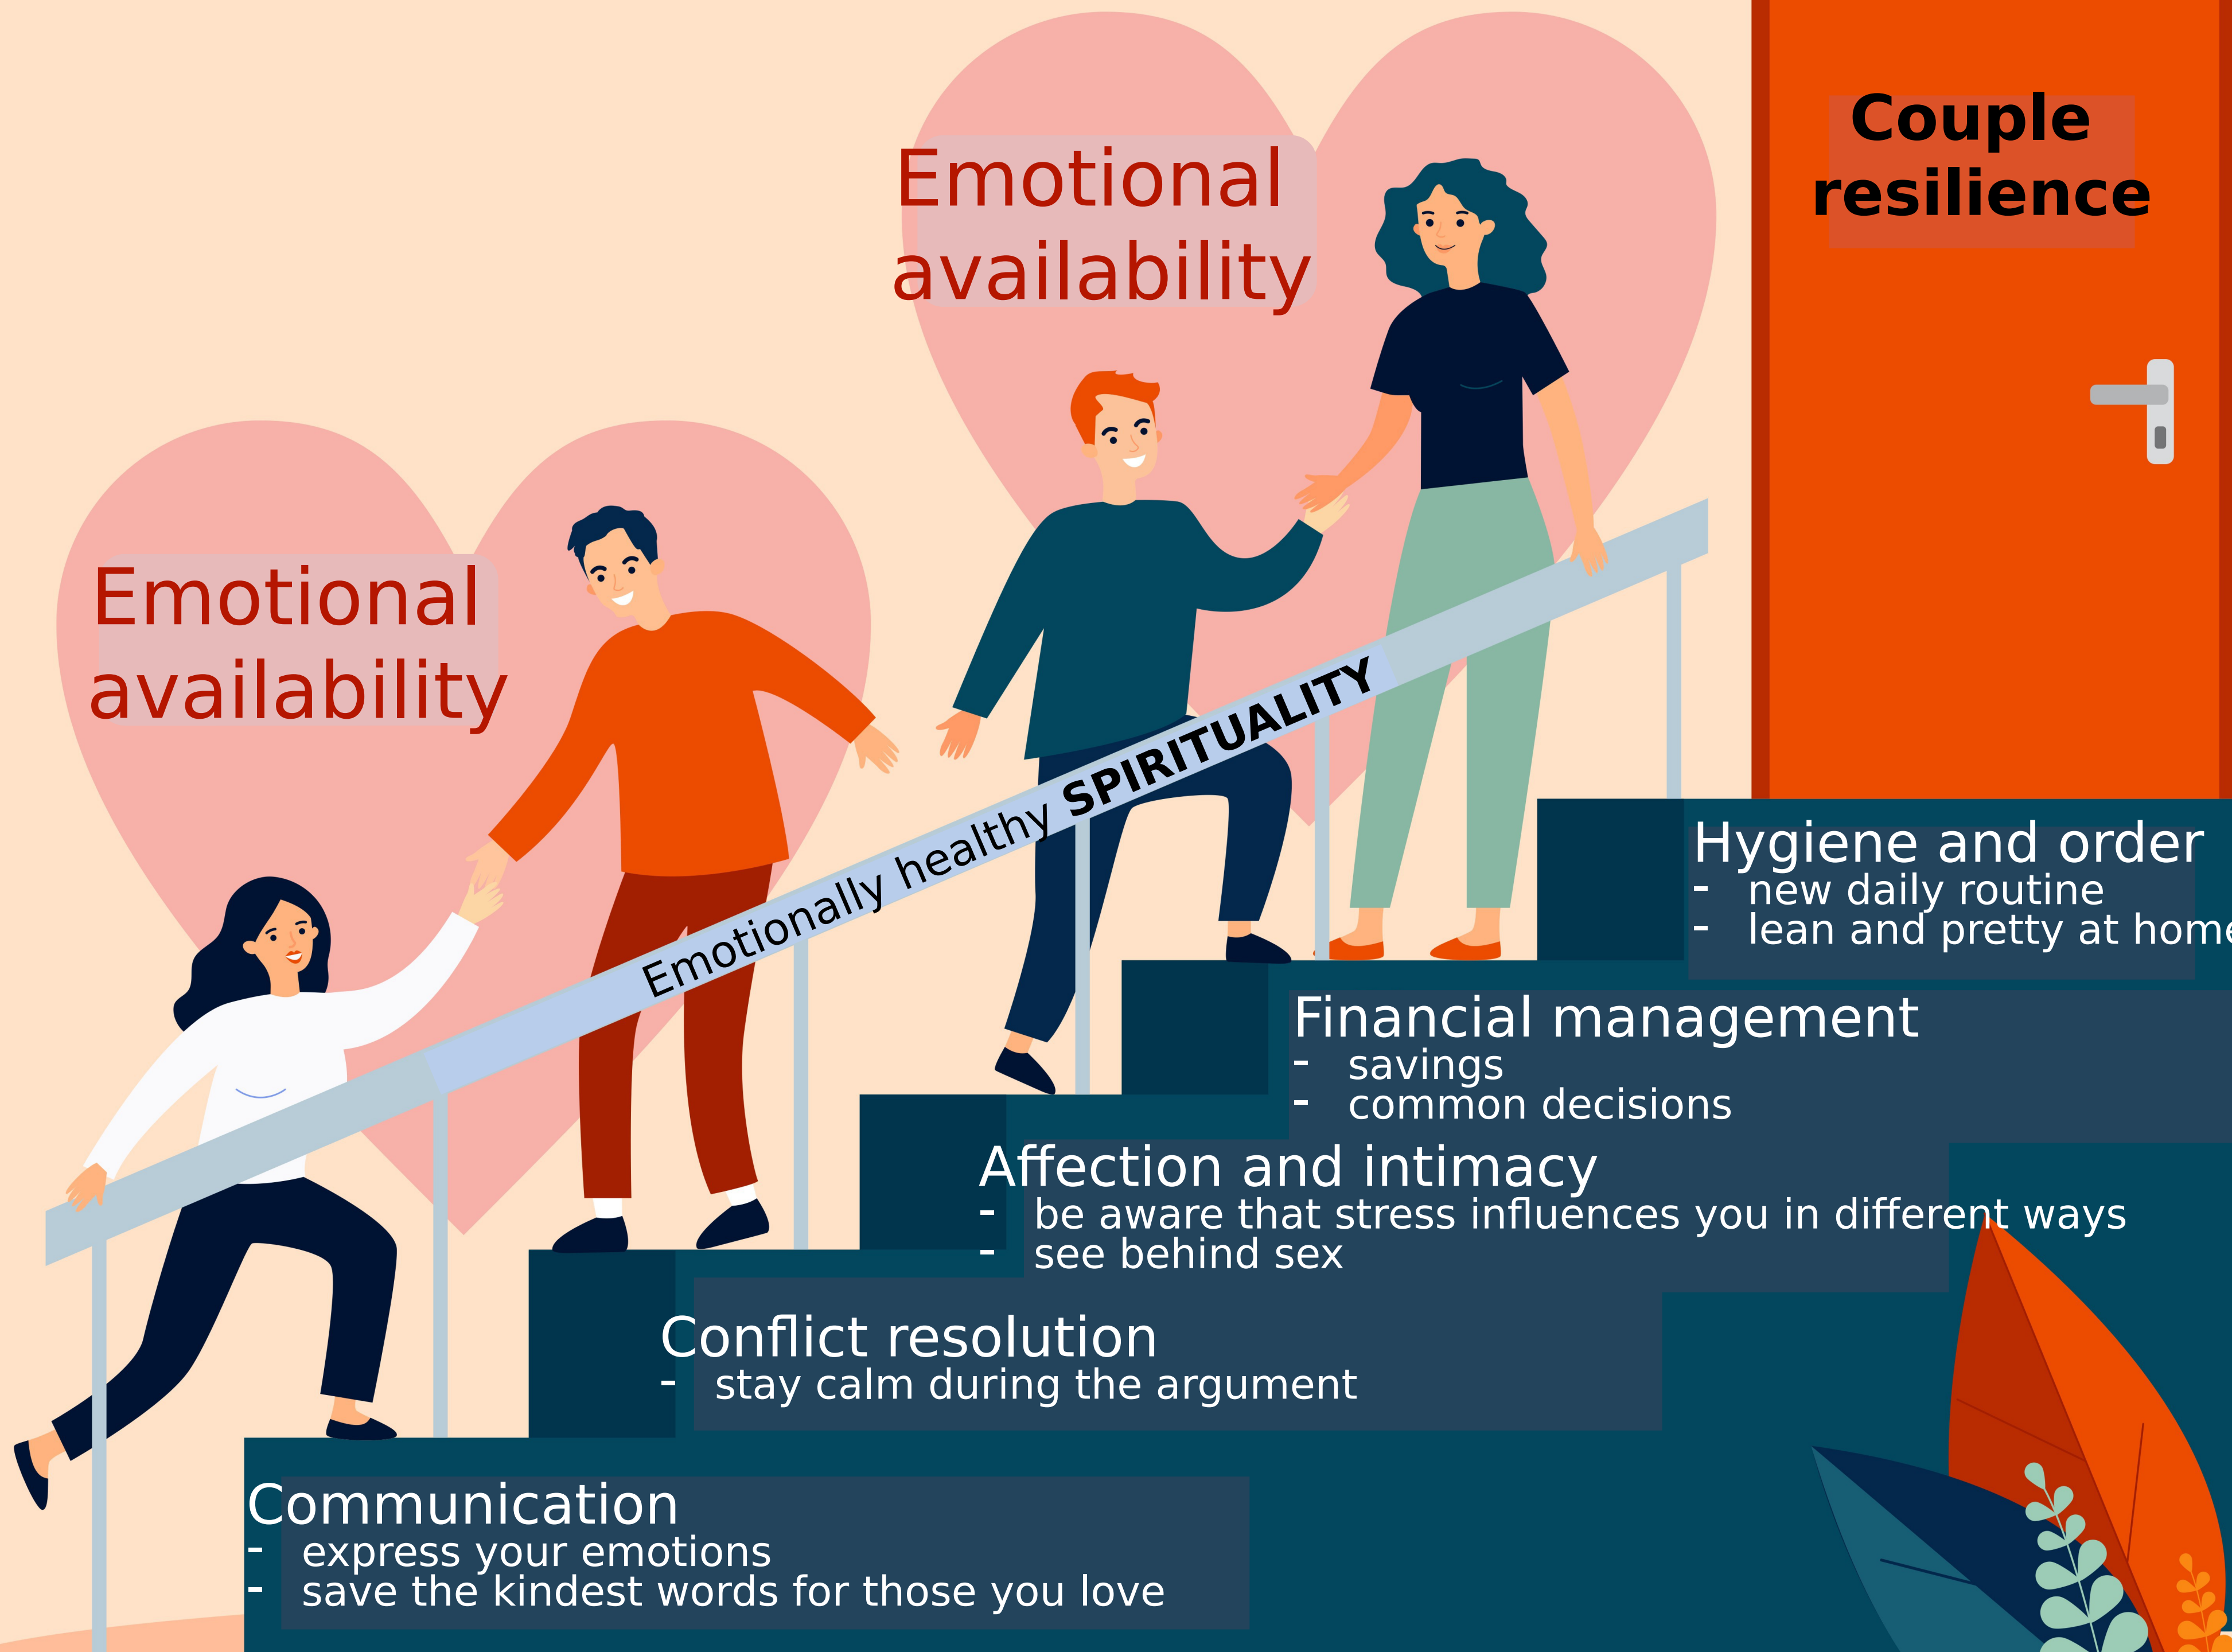 Couple
resilience
Emotional
availability
Emotional
availability
Emotionally healthy SPIRITUALITY
Hygiene and order
- new daily routine
- lean and pretty at home
Financial management
- savings
- common decisions
Affection and intimacy
- be aware that stress influences you in different ways
- see behind sex
Conflict resolution
- stay calm during the argument
Communication
- express your emotions
- save the kindest words for those you love